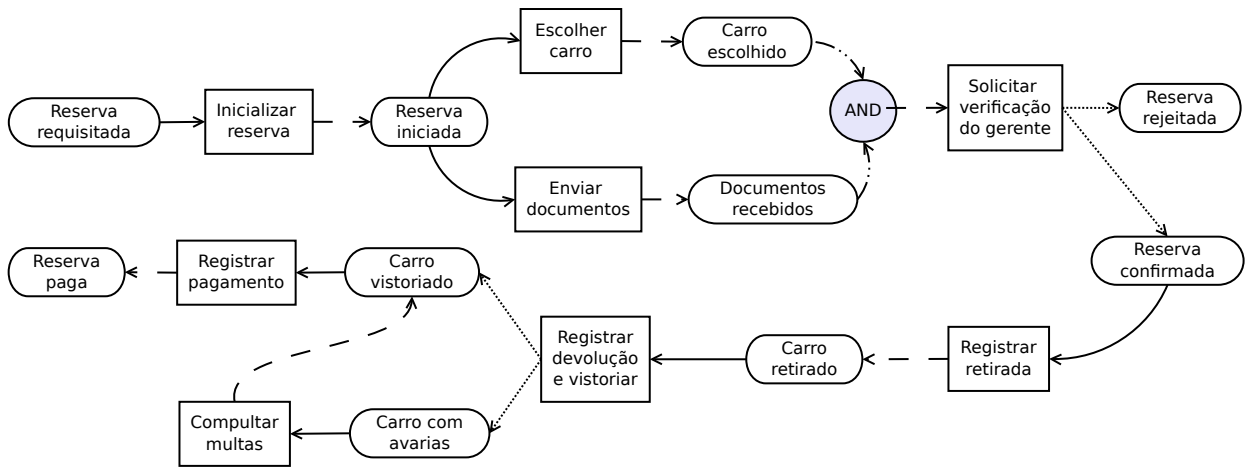 Reserva
requisitada
Inicializar
reserva
Reserva
iniciada
Escolher
carro
Carro
escolhido
Enviar
documentos
Documentos
recebidos
AND
Solicitar
verificação
do gerente
Reserva
rejeitada
Reserva
confirmada
Registrar
retirada
Carro
retirado
Registrar
devolução
e vistoriar
Carro
vistoriado
Registrar
pagamento
Reserva
paga
Carro com
avarias
Compultar
multas